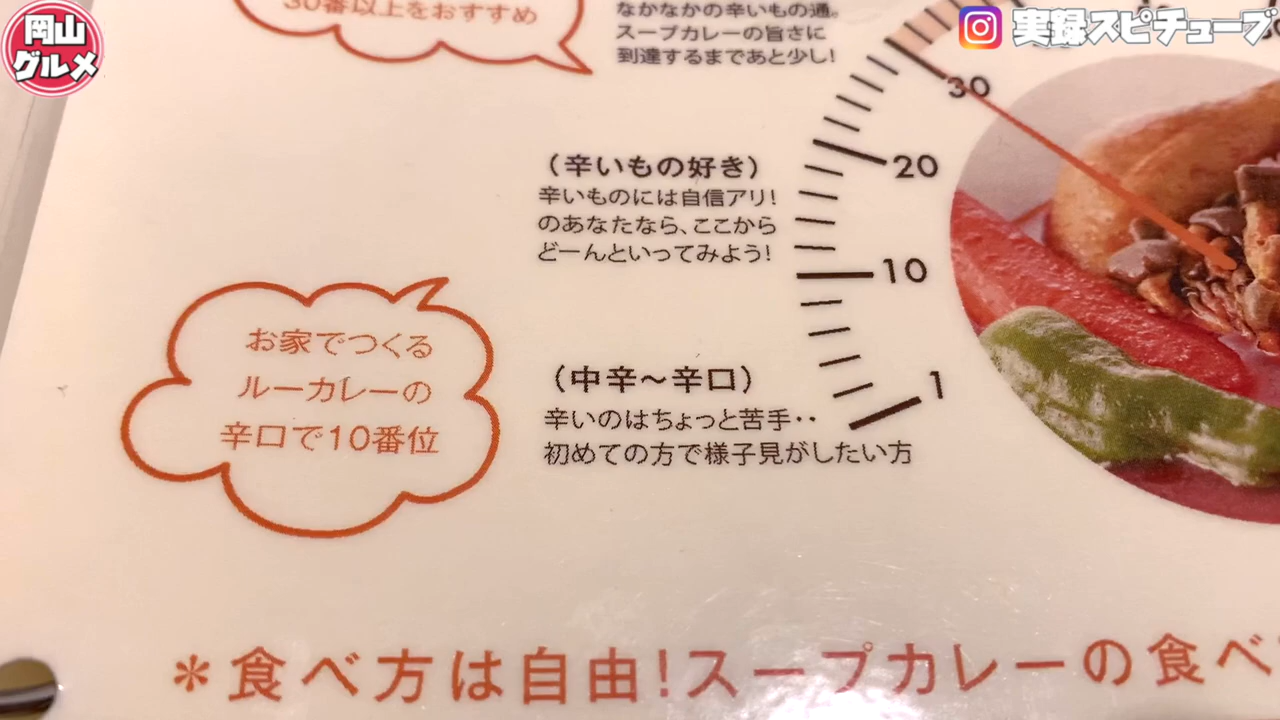 岡山
グルメ
実録スピチューブ
30番以上をおすすめ
なかなかの辛いもの通。
スープカレーの旨さに
到達するまであと少し!
30
20
10
1
(辛いもの好き)
辛いものには自信アリ!
のあなたなら、ここから
どーんといってみよう!
お家でつくる
ルーカレーの
辛口で10番位
(中辛〜辛口)
辛いのはちょっと苦手・・
初めての方で様子見がしたい方
*食べ方は自由!スープカレーの食べ